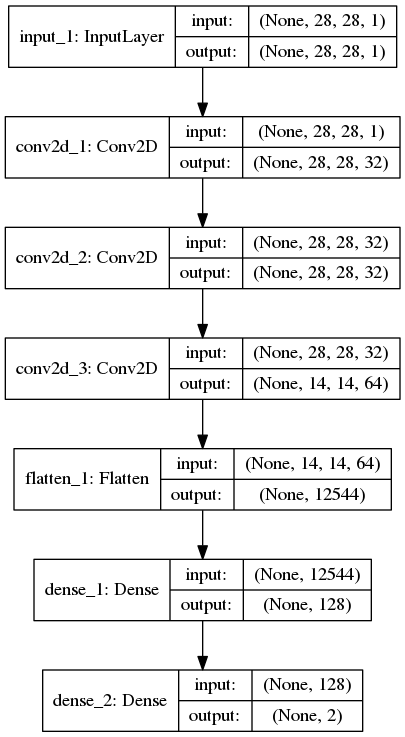 input_1: InputLayer
input: (None, 28, 28, 1)
output: (None, 28, 28, 1)
conv2d_1: Conv2D
input: (None, 28, 28, 1)
output: (None, 28, 28, 32)
conv2d_2: Conv2D
input: (None, 28, 28, 32)
output: (None, 28, 28, 32)
conv2d_3: Conv2D
input: (None, 28, 28, 32)
output: (None, 14, 14, 64)
flatten_1: Flatten
input: (None, 14, 14, 64)
output: (None, 12544)
dense_1: Dense
input: (None, 12544)
output: (None, 128)
dense_2: Dense
input: (None, 128)
output: (None, 2)